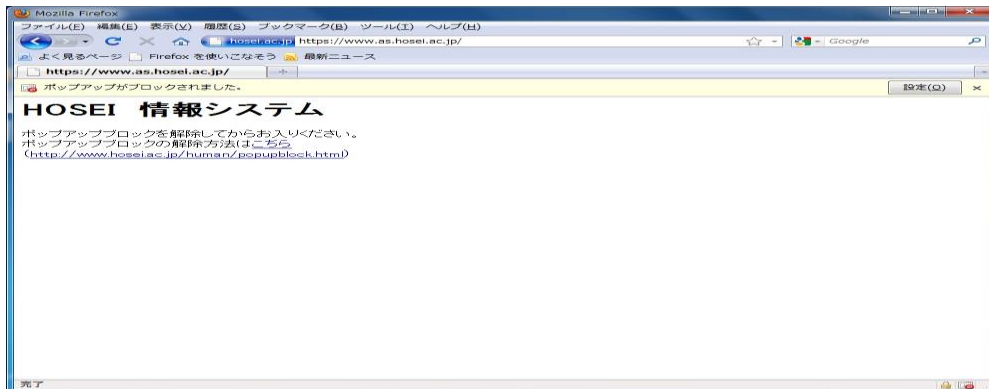 Mozilla Firefox
ファイル(F) 編集(E) 表示(V) 履歴(S) ブックマーク(B) ツール(T) ヘルプ(H)
hosei.ac.jp https://www.as.hosei.ac.jp/ Google
よく見るページ Firefox を使いこなそう 最新ニュース
https://www.as.hosei.ac.jp/
ポップアップがブロックされました。 設定(O)
HOSEI 情報システム
ポップアップブロックを解除してからお入りください。
ポップアップブロックの解除方法はこちら
(http://www.hosei.ac.jp/human/popupblock.html)
完了